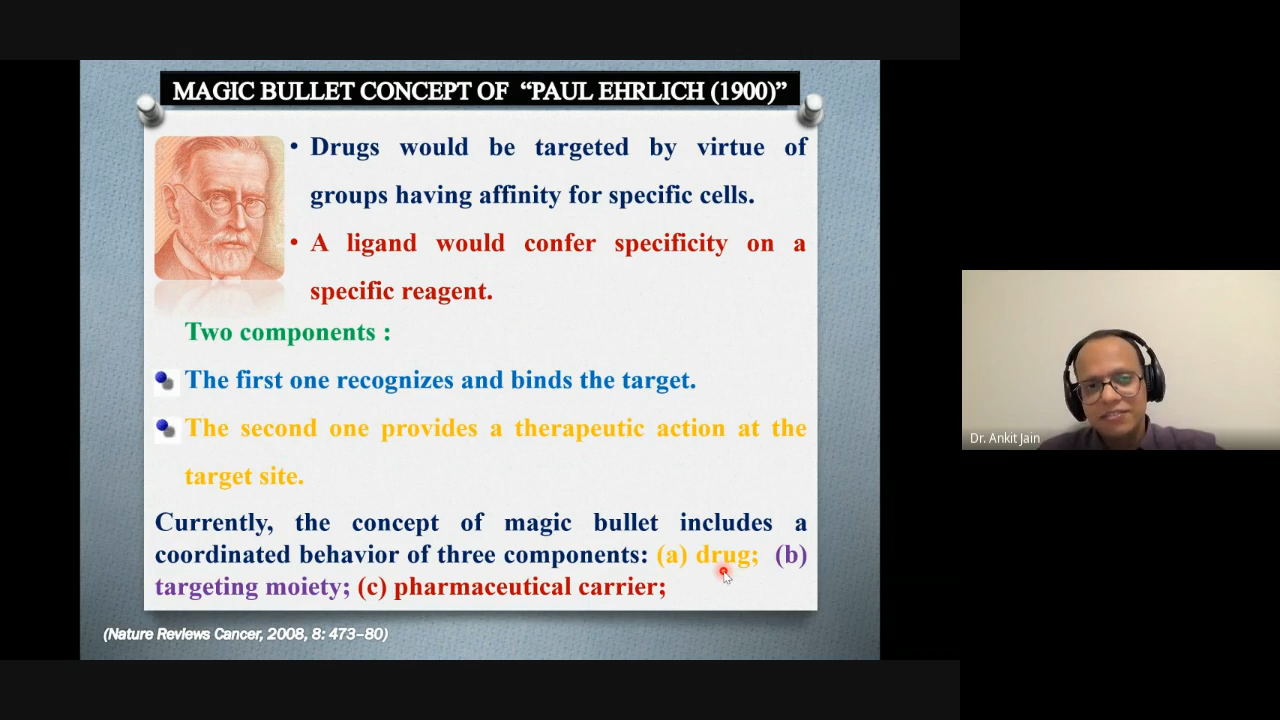 MAGIC BULLET CONCEPT OF “PAUL EHRLICH (1900)”
• Drugs would be targeted by virtue of
groups having affinity for specific cells.
• A ligand would confer specificity on a
specific reagent.
Two components :
The first one recognizes and binds the target.
The second one provides a therapeutic action at the
target site.
Currently, the concept of magic bullet includes a
coordinated behavior of three components: (a) drug; (b)
targeting moiety; (c) pharmaceutical carrier;
(Nature Reviews Cancer, 2008, 8: 473–80)
Dr. Ankit Jain